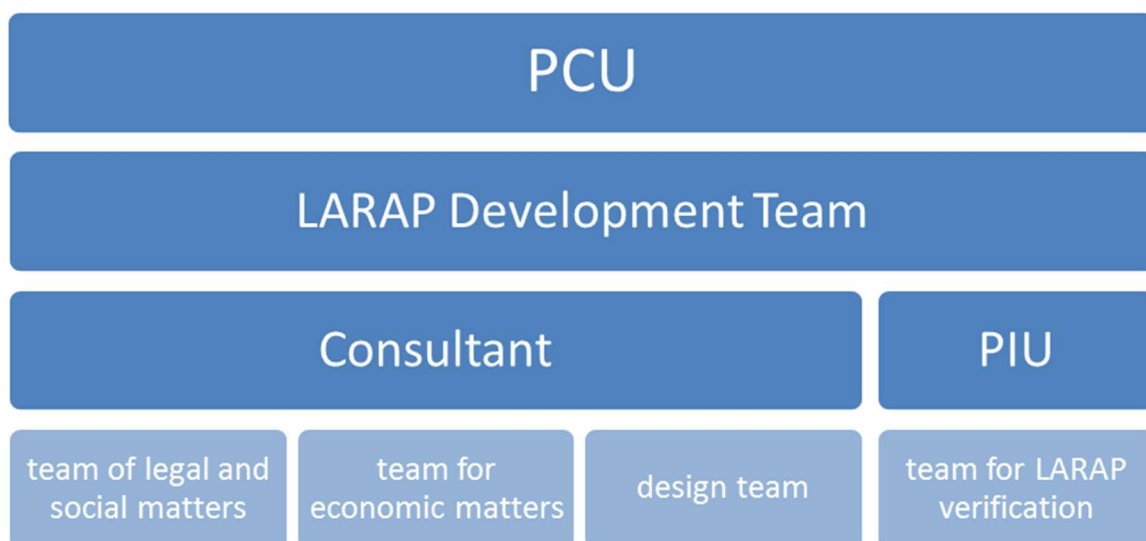 PCU
LARAP Development Team
Consultant
PIU
team of legal and
social matters
team for
economic matters
design team
team for LARAP
verification